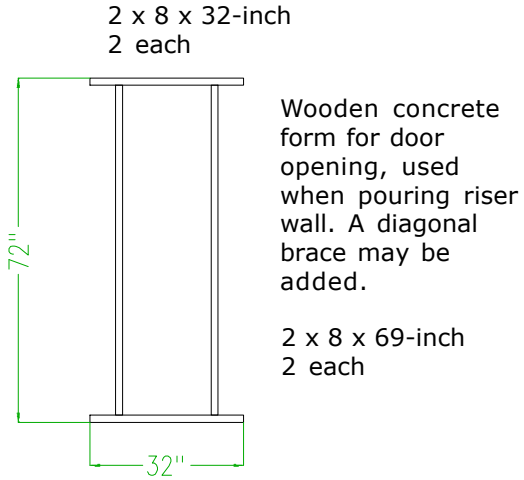 2 x 8 x 32-inch
2 each
Wooden concrete
form for door
opening, used
when pouring riser
wall. A diagonal
brace may be
added.
72"
2 x 8 x 69-inch
2 each
32"